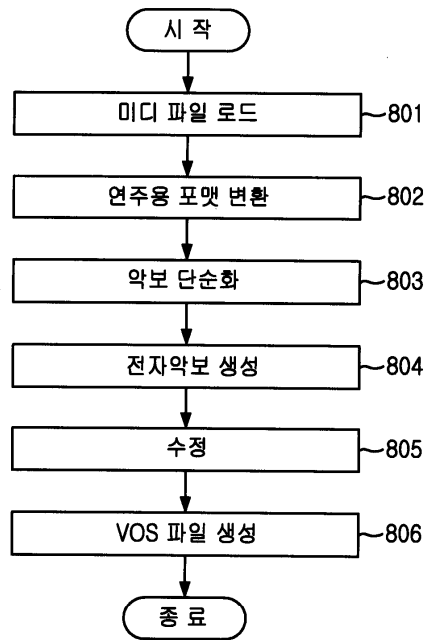 시 작
미디 파일 로드 801
연주용 포맷 변환 802
악보 단순화 803
전자악보 생성 804
수정 805
VOS 파일 생성 806
종 료